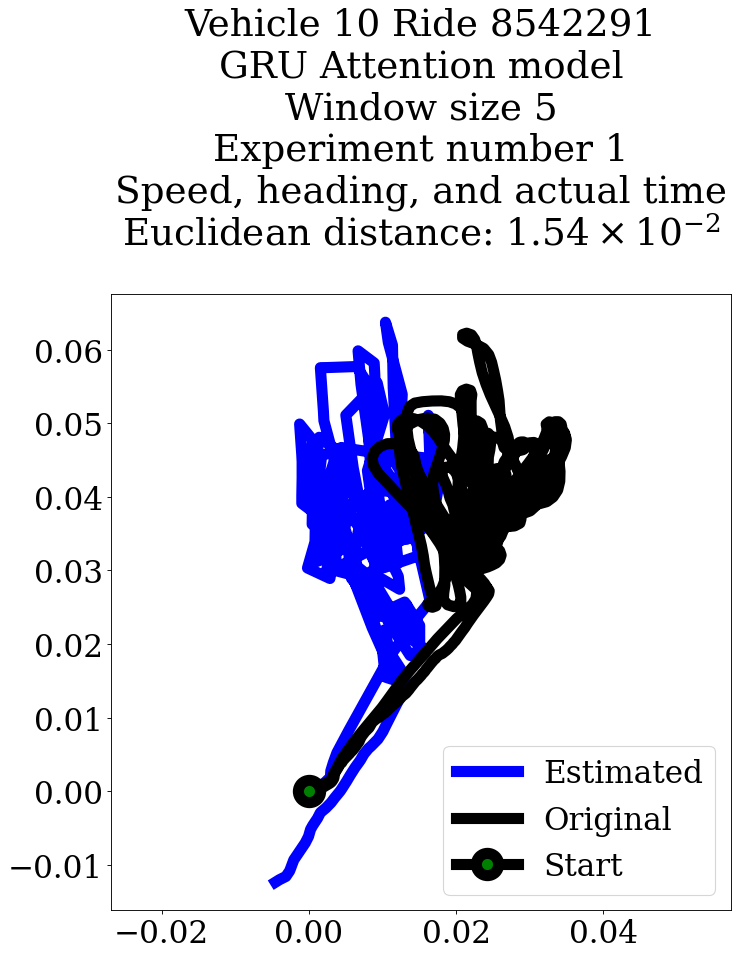 Vehicle 10 Ride 8542291
GRU Attention model
Window size 5
Experiment number 1
Speed, heading, and actual time
Euclidean distance: 1.54 × 10⁻²
0.06
0.05
0.04
0.03
0.02
0.01
0.00
−0.01
−0.02
0.00
0.02
0.04
Estimated
Original
Start